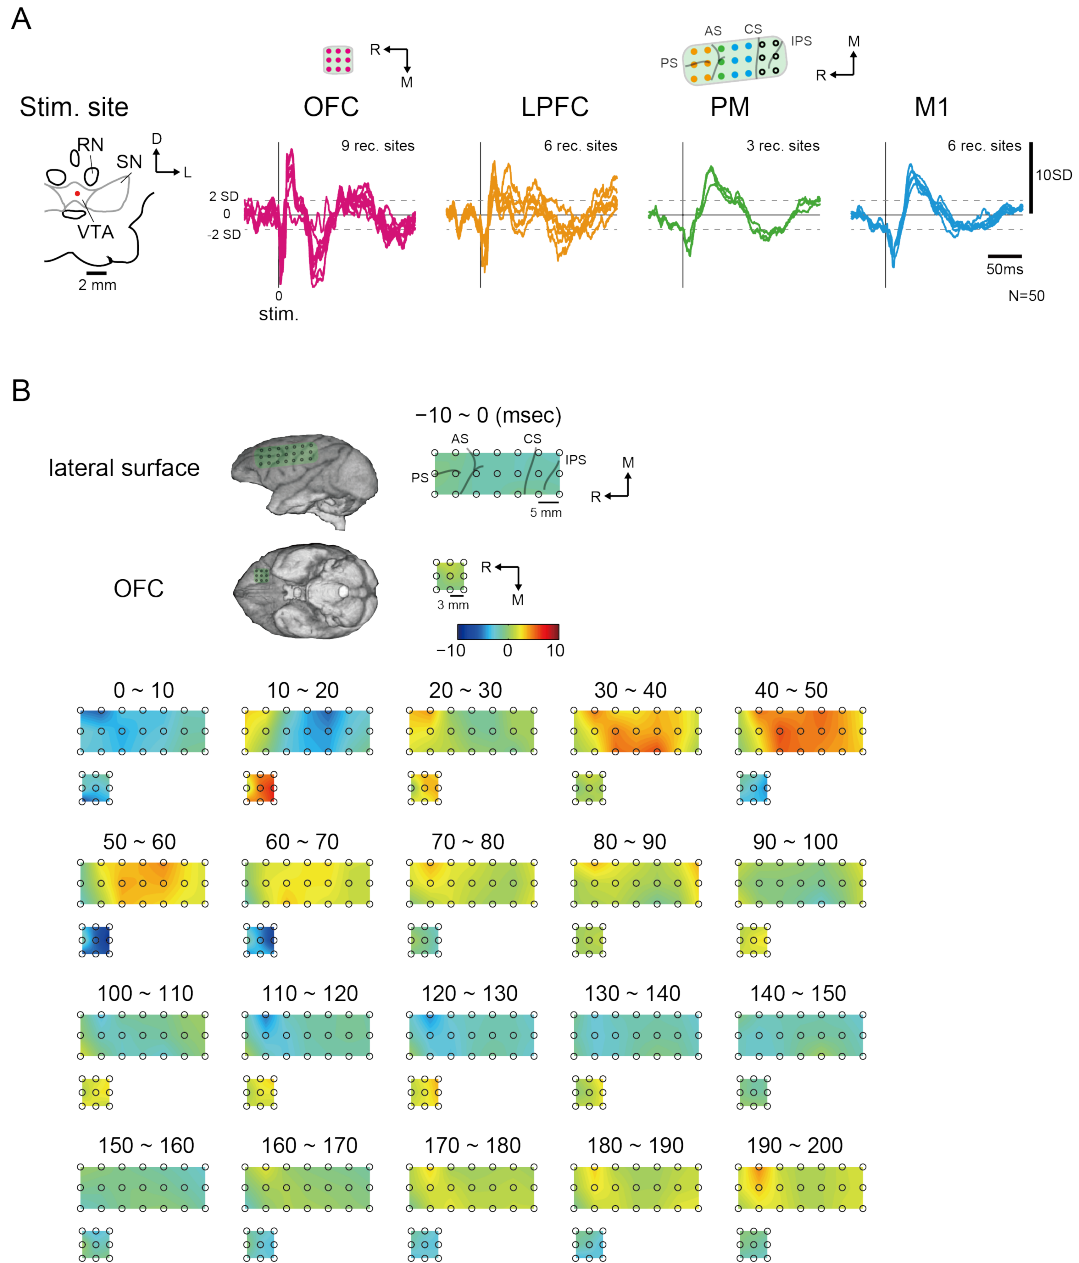 A
R
M
AS
CS
IPS
PS
M
R
Stim. site
OFC
LPFC
PM
M1
RN
SN
D
L
VTA
2 mm
9 rec. sites
6 rec. sites
3 rec. sites
6 rec. sites
10SD
2 SD
0
-2 SD
0
stim.
50ms
N=50
B
−10 ~ 0 (msec)
lateral surface
AS
CS
IPS
PS
M
R
5 mm
OFC
R
M
3 mm
−10 0 10
0 ~ 10 10 ~ 20 20 ~ 30 30 ~ 40 40 ~ 50
50 ~ 60 60 ~ 70 70 ~ 80 80 ~ 90 90 ~ 100
100 ~ 110 110 ~ 120 120 ~ 130 130 ~ 140 140 ~ 150
150 ~ 160 160 ~ 170 170 ~ 180 180 ~ 190 190 ~ 200